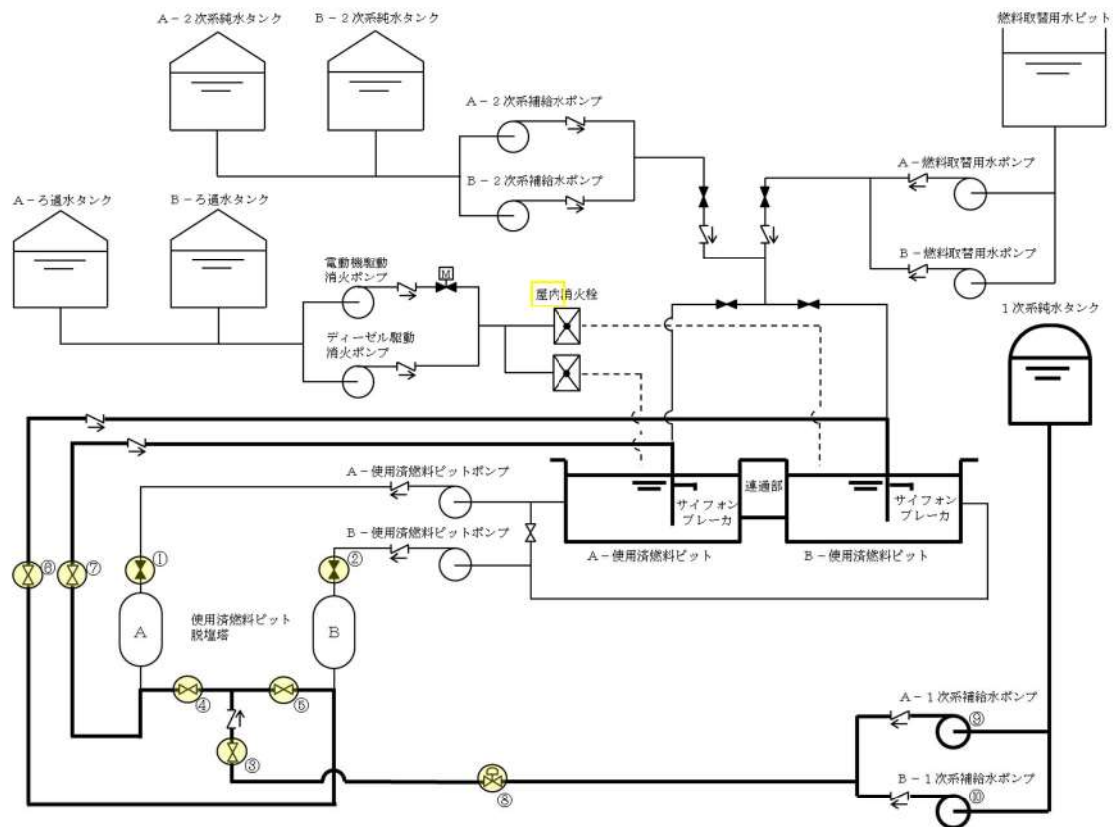 A-2次系純水タンク
B-2次系純水タンク
燃料取替用水ピット
A-2次系補給水ポンプ
B-2次系補給水ポンプ
A-燃料取替用水ポンプ
B-燃料取替用水ポンプ
A-ろ過水タンク
B-ろ過水タンク
電動機駆動
消火ポンプ
M
屋内消火栓
ディーゼル駆動
消火ポンプ
1次系純水タンク
A-使用済燃料ピットポンプ
B-使用済燃料ピットポンプ
サイフォン
ブレーカ
連通部
サイフォン
ブレーカ
A-使用済燃料ピット
B-使用済燃料ピット
⑥
⑦
①
②
A
使用済燃料ピット
脱塩塔
B
④
⑤
③
⑧
A-1次系補給水ポンプ
⑨
B-1次系補給水ポンプ
⑩